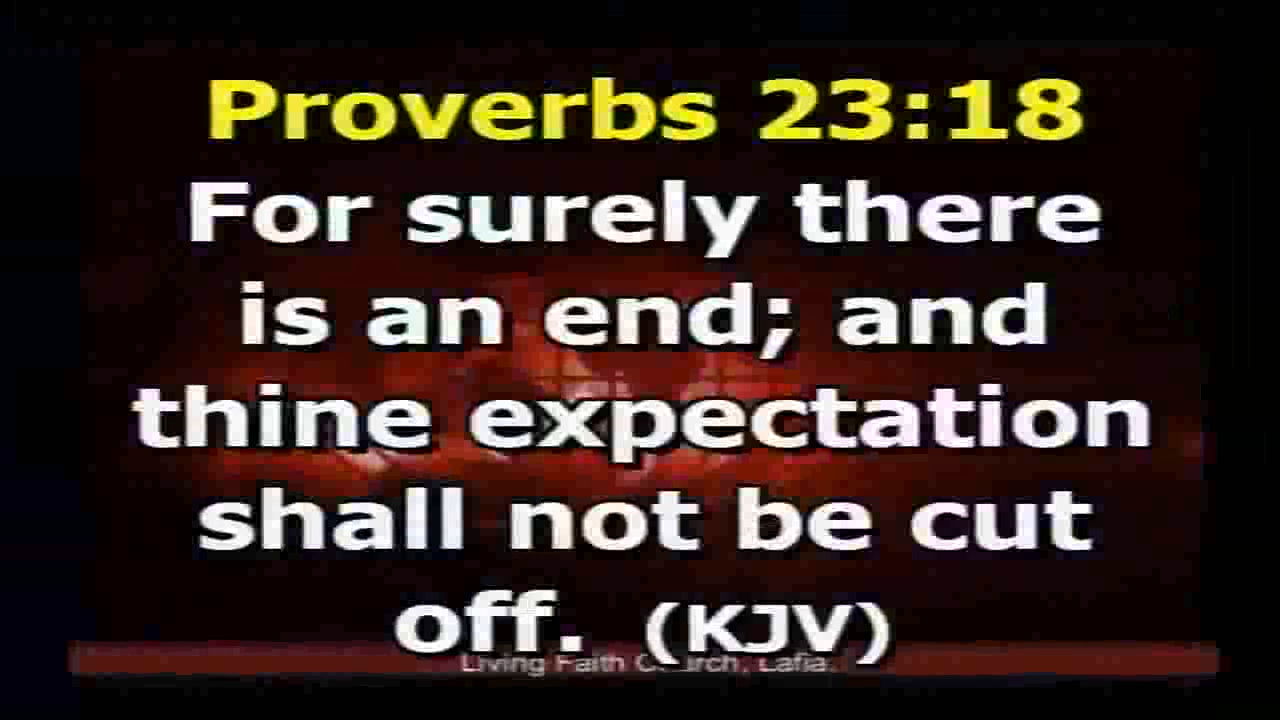 Proverbs 23:18
For surely there
is an end; and
thine expectation
shall not be cut
off. (KJV)
Living Faith Lafia.